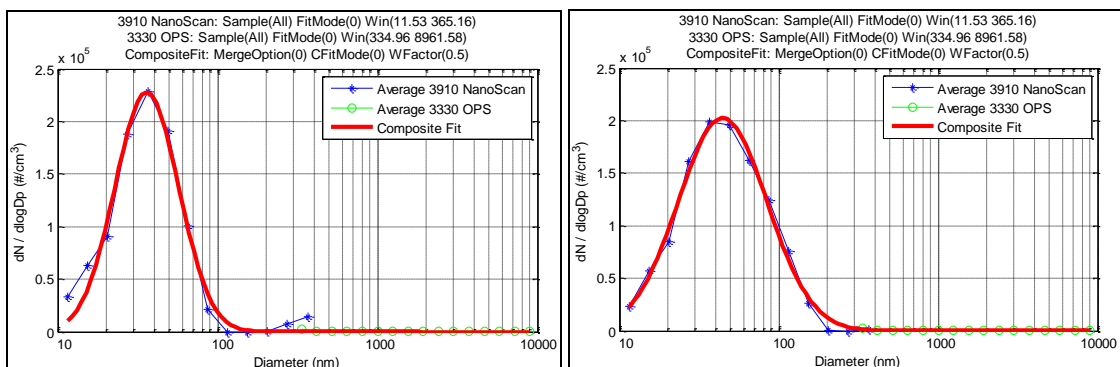 3910 NanoScan: Sample(All) FitMode(0) Win(11.53 365.16)
3330 OPS: Sample(All) FitMode(0) Win(334.96 8961.58)
CompositeFit: MergeOption(0) CFitMode(0) WFactor(0.5)
x 10^5
2.5
2
1.5
1
0.5
0
dN / dlogDp (#/cm³)
Average 3910 NanoScan
Average 3330 OPS
Composite Fit
10 100 1000 10000
Diameter (nm)
3910 NanoScan: Sample(All) FitMode(0) Win(11.53 365.16)
3330 OPS: Sample(All) FitMode(0) Win(334.96 8961.58)
CompositeFit: MergeOption(0) CFitMode(0) WFactor(0.5)
x 10^5
2.5
2
1.5
1
0.5
0
dN / dlogDp (#/cm³)
Average 3910 NanoScan
Average 3330 OPS
Composite Fit
10 100 1000 10000
Diameter (nm)